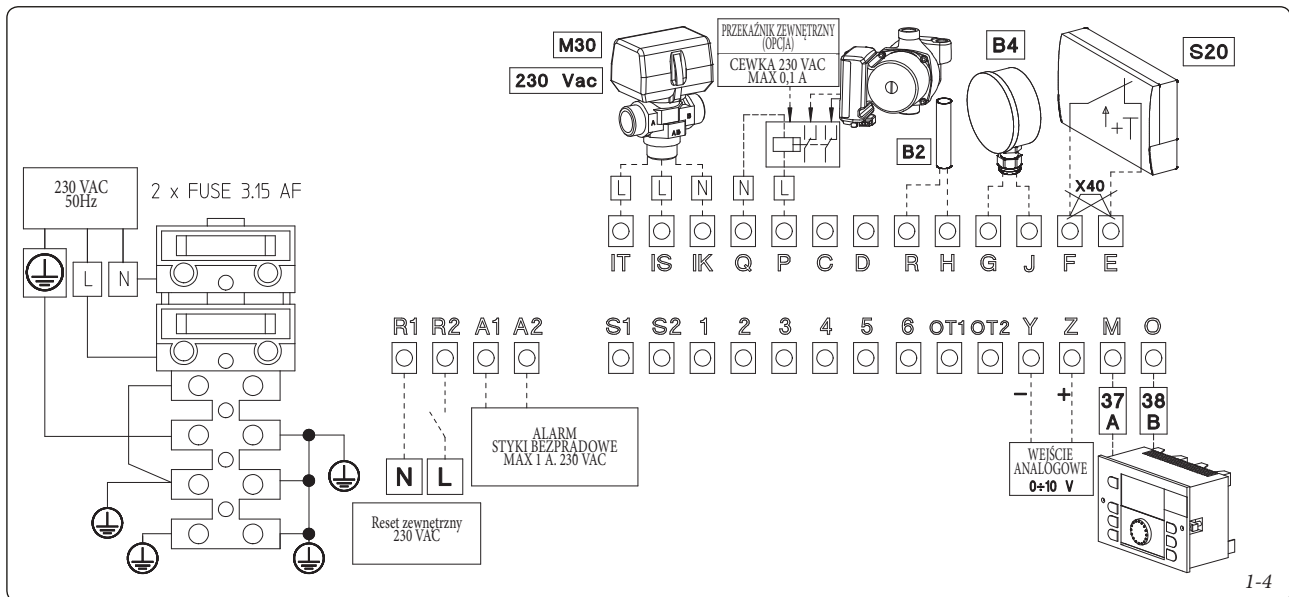 M30
230 Vac
PRZEKAŹNIK ZEWNĘTRZNY
(OPCJA)
CEWKA 230 VAC
MAX 0,1 A
B4
S20
B2
+T
X40
A
B
AB
230 VAC
50Hz
2 x FUSE 3.15 AF
L
N
L
L
N
N
L
IT
IS
IK
Q
P
C
D
R
H
G
J
F
E
R1
R2
A1
A2
S1
S2
1
2
3
4
5
6
OT1
OT2
Y
Z
M
O
-
+
37
A
38
B
N
L
ALARM
STYKI BEZPRĄDOWE
MAX 1 A. 230 VAC
Reset zewnętrzny
230 VAC
WEJŚCIE
ANALOGOWE
0÷10 V
1-4